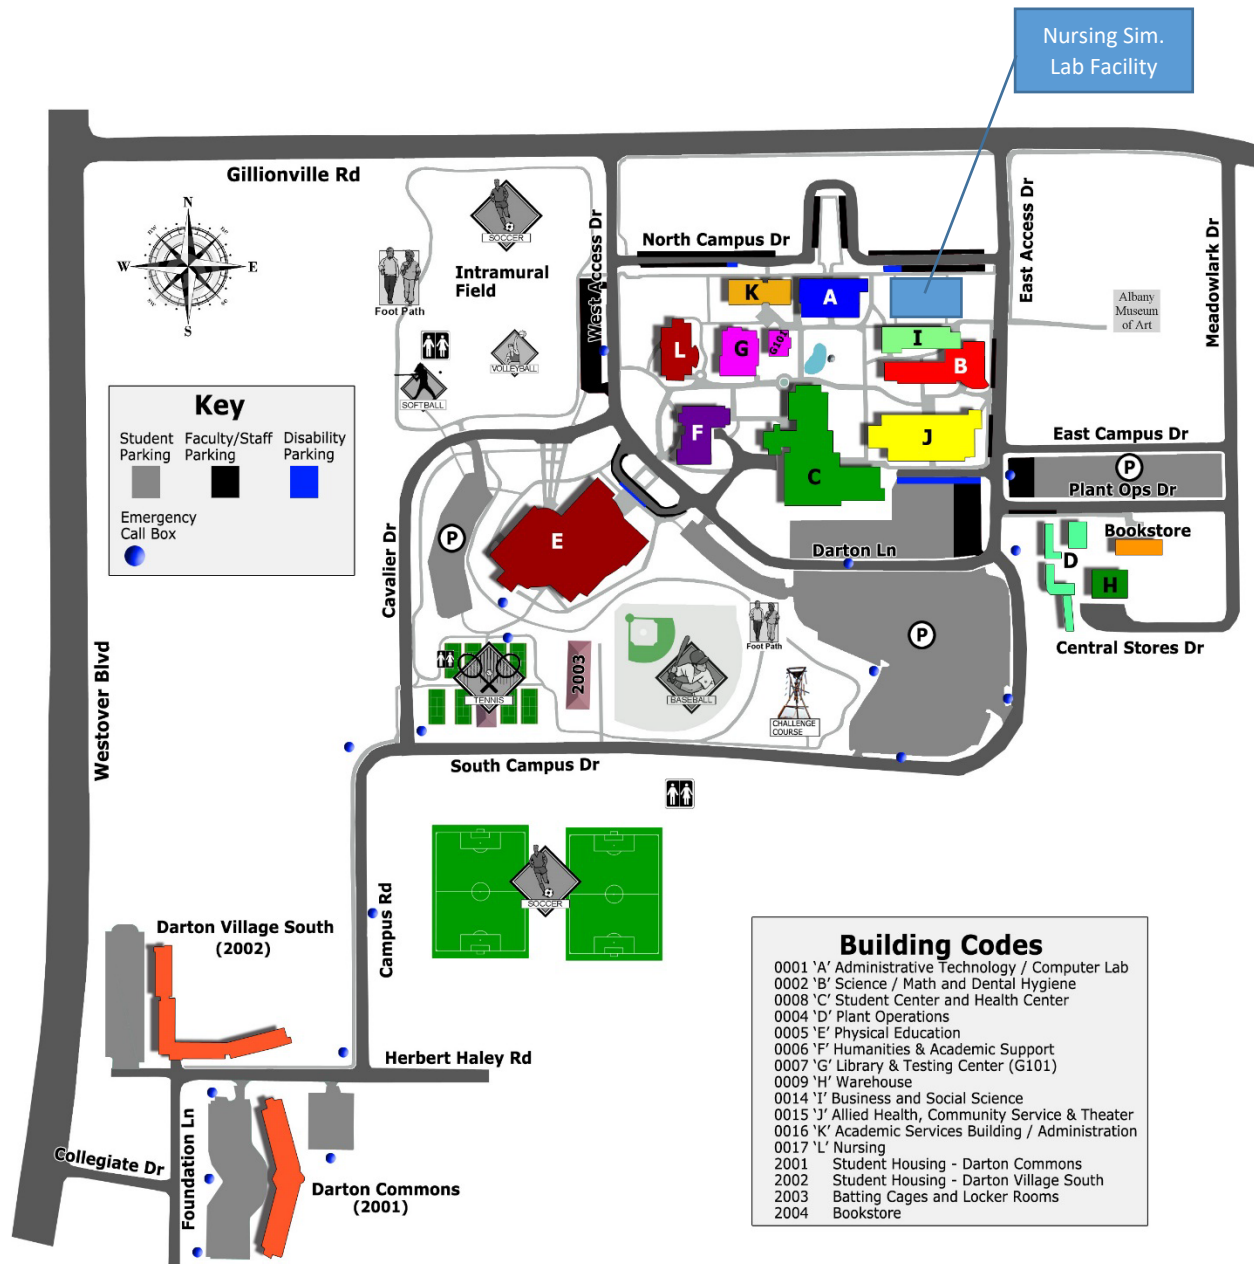 Nursing Sim.
Lab Facility
Gillionville Rd
N
W
E
S
SOCCER
Intramural
Field
Foot Path
VOLLEYBALL
SOFTBALL
West Access Dr
North Campus Dr
East Access Dr
Meadowlark Dr
Albany
Museum
of Art
K
A
L
G
G101
I
B
F
J
C
E
Key
Student
Parking
Faculty/Staff
Parking
Disability
Parking
Emergency
Call Box
East Campus Dr
P
Plant Ops Dr
Bookstore
D
H
Central Stores Dr
Darton Ln
P
Cavalier Dr
P
Westover Blvd
TENNIS
2003
BASEBALL
Foot Path
CHALLENGE
COURSE
South Campus Dr
SOCCER
Campus Rd
Darton Village South
(2002)
Herbert Haley Rd
Foundation Ln
Collegiate Dr
Darton Commons
(2001)
Building Codes
0001 ‘A’ Administrative Technology / Computer Lab
0002 ‘B’ Science / Math and Dental Hygiene
0008 ‘C’ Student Center and Health Center
0004 ‘D’ Plant Operations
0005 ‘E’ Physical Education
0006 ‘F’ Humanities & Academic Support
0007 ‘G’ Library & Testing Center (G101)
0009 ‘H’ Warehouse
0014 ‘I’ Business and Social Science
0015 ‘J’ Allied Health, Community Service & Theater
0016 ‘K’ Academic Services Building / Administration
0017 ‘L’ Nursing
2001 Student Housing - Darton Commons
2002 Student Housing - Darton Village South
2003 Batting Cages and Locker Rooms
2004 Bookstore